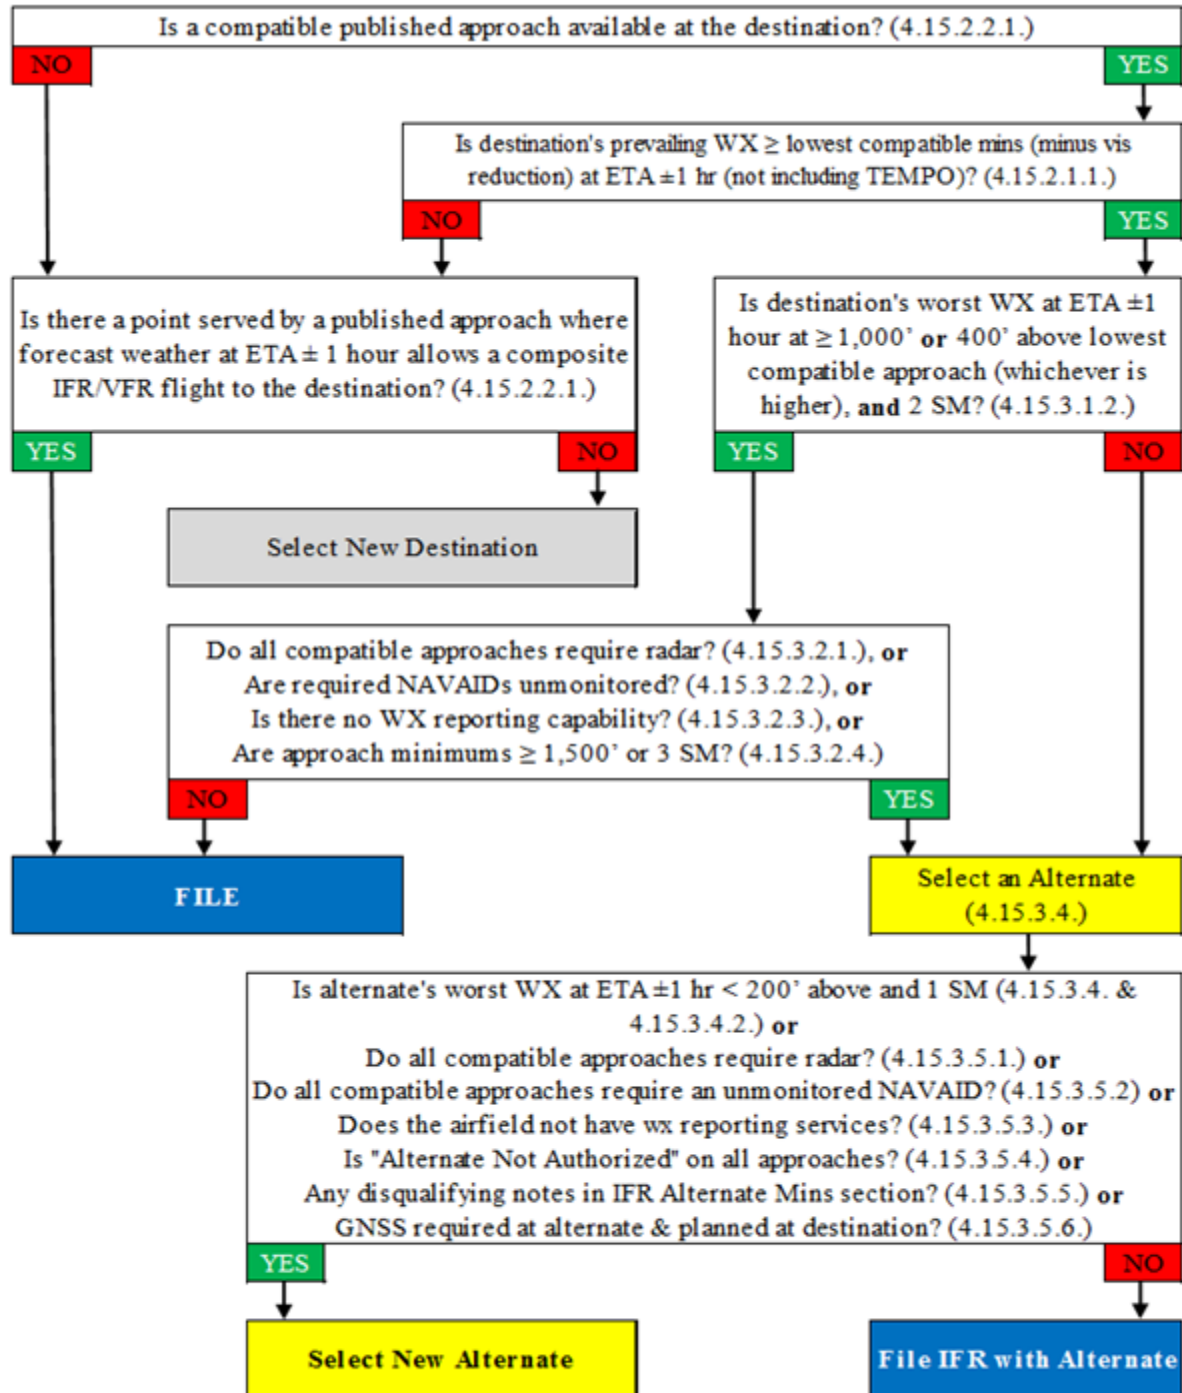 Is a compatible published approach available at the destination? (4.15.2.2.1.)
NO
YES
Is destination's prevailing WX ≥ lowest compatible mins (minus vis
reduction) at ETA ±1 hr (not including TEMPO)? (4.15.2.1.1.)
NO
YES
Is there a point served by a published approach where
forecast weather at ETA ± 1 hour allows a composite
IFR/VFR flight to the destination? (4.15.2.2.1.)
YES
NO
Is destination's worst WX at ETA ±1
hour at ≥ 1,000' or 400' above lowest
compatible approach (whichever is
higher), and 2 SM? (4.15.3.1.2.)
YES
NO
Select New Destination
Do all compatible approaches require radar? (4.15.3.2.1.), or
Are required NAVAIDs unmonitored? (4.15.3.2.2.), or
Is there no WX reporting capability? (4.15.3.2.3.), or
Are approach minimums ≥ 1,500' or 3 SM? (4.15.3.2.4.)
NO
YES
FILE
Select an Alternate
(4.15.3.4.)
Is alternate's worst WX at ETA ±1 hr < 200' above and 1 SM (4.15.3.4. &
4.15.3.4.2.) or
Do all compatible approaches require radar? (4.15.3.5.1.) or
Do all compatible approaches require an unmonitored NAVAID? (4.15.3.5.2) or
Does the airfield not have wx reporting services? (4.15.3.5.3.) or
Is "Alternate Not Authorized" on all approaches? (4.15.3.5.4.) or
Any disqualifying notes in IFR Alternate Mins section? (4.15.3.5.5.) or
GNSS required at alternate & planned at destination? (4.15.3.5.6.)
YES
NO
Select New Alternate
File IFR with Alternate